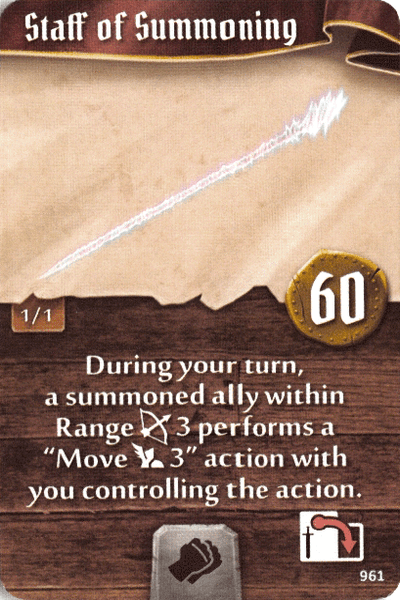 Staff of Summoning
60
1/1
During your turn,
a summoned ally within
Range 3 performs a
“Move 3” action with
you controlling the action.
961